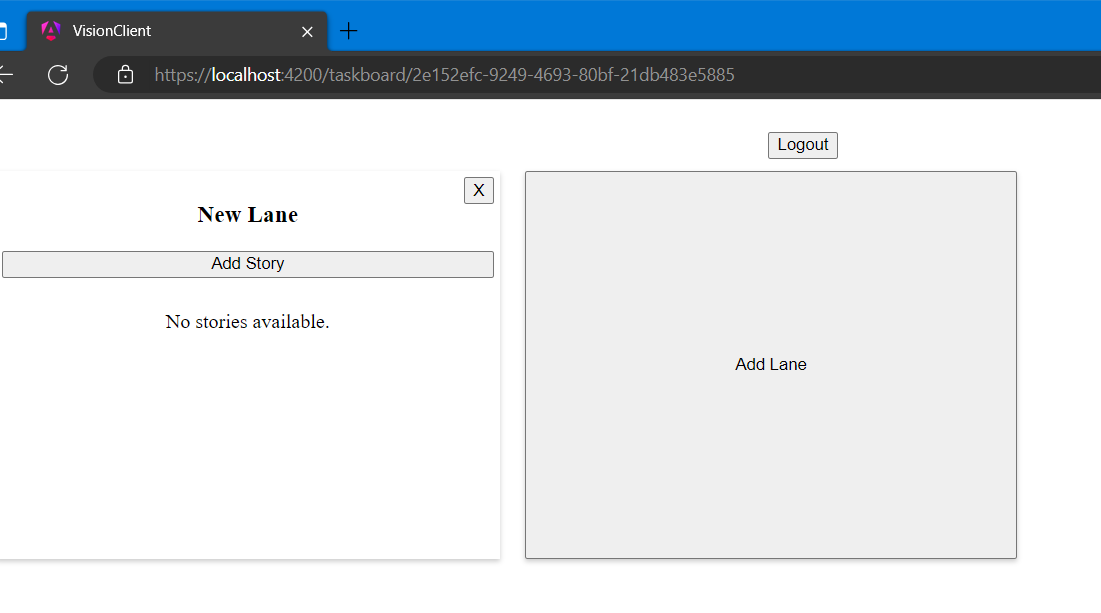 VisionClient
https://localhost:4200/taskboard/2e152efc-9249-4693-80bf-21db483e5885
Logout
X
New Lane
Add Story
No stories available.
Add Lane